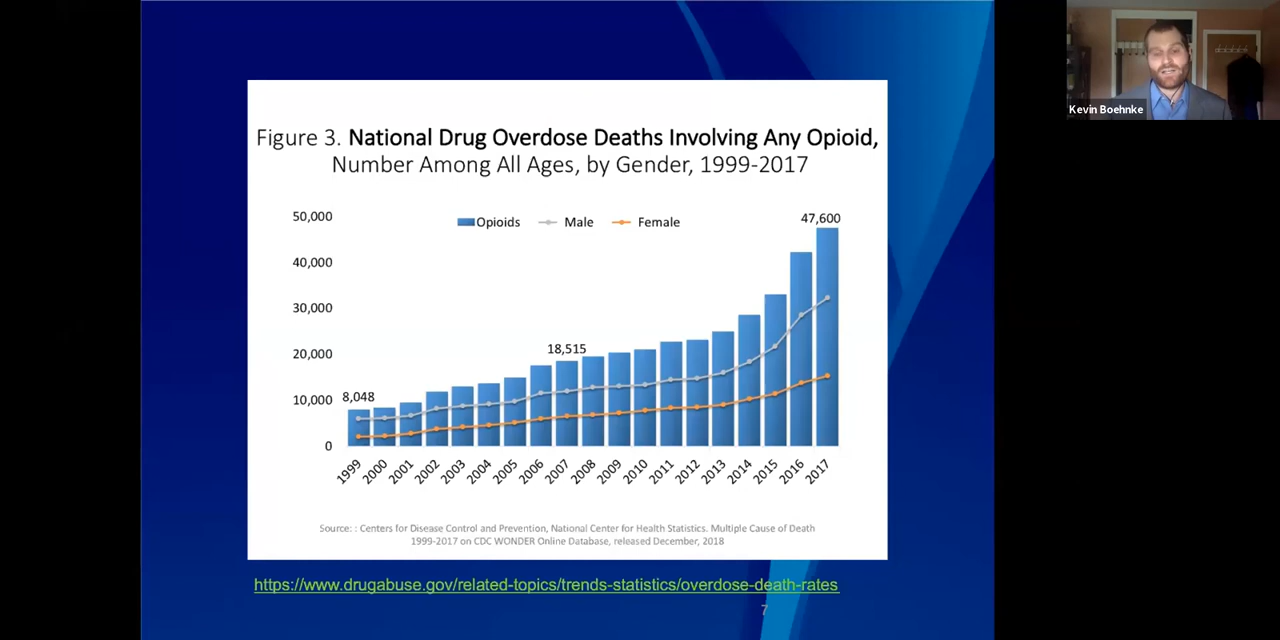 Kevin Boehnke
Figure 3. National Drug Overdose Deaths Involving Any Opioid,
Number Among All Ages, by Gender, 1999-2017
50,000
40,000
30,000
20,000
10,000
0
Opioids Male Female
8,048
18,515
47,600
1999 2000 2001 2002 2003 2004 2005 2006 2007 2008 2009 2010 2011 2012 2013 2014 2015 2016 2017
Source: : Centers for Disease Control and Prevention, National Center for Health Statistics. Multiple Cause of Death
1999-2017 on CDC WONDER Online Database, released December, 2018
https://www.drugabuse.gov/related-topics/trends-statistics/overdose-death-rates
7